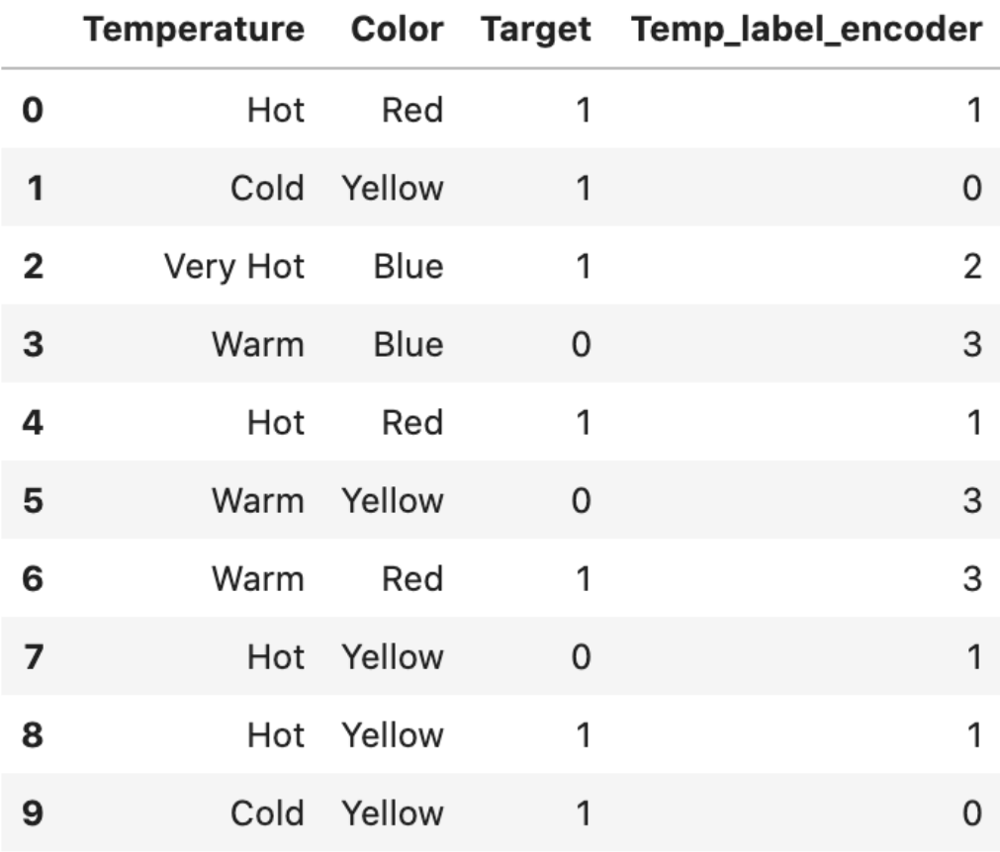 Temperature Color Target Temp_label_encoder
0 Hot Red 1 1
1 Cold Yellow 1 0
2 Very Hot Blue 1 2
3 Warm Blue 0 3
4 Hot Red 1 1
5 Warm Yellow 0 3
6 Warm Red 1 3
7 Hot Yellow 0 1
8 Hot Yellow 1 1
9 Cold Yellow 1 0